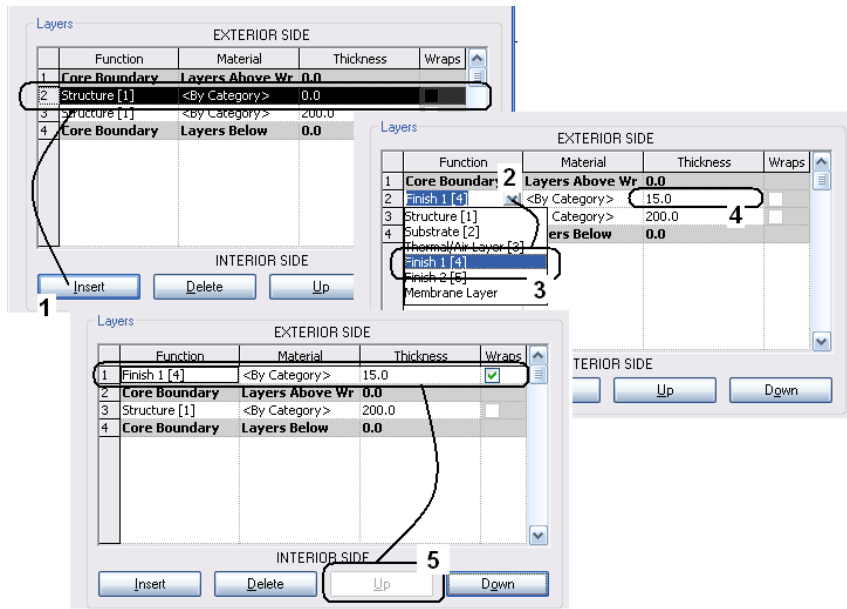 Layers
EXTERIOR SIDE
Function Material Thickness Wraps
1 Core Boundary Layers Above Wr 0.0
2 Structure [1] <By Category> 0.0
3 Structure [1] <By Category> 200.0
4 Core Boundary Layers Below 0.0
INTERIOR SIDE
Insert Delete Up
1
Layers
EXTERIOR SIDE
Function Material Thickness Wraps
1 Core Boundary Layers Above Wr 0.0
2
2 Finish 1 [4] <By Category> 15.0
3 Structure [1] Category> 200.0
4 Substrate [2] ers Below 0.0
4
Thermal/Air Layer [3]
Finish 1 [4]
Finish 2 [5]
3
Membrane Layer
TERIOR SIDE
Up Down
Layers
EXTERIOR SIDE
Function Material Thickness Wraps
1 Finish 1 [4] <By Category> 15.0
2 Core Boundary Layers Above Wr 0.0
3 Structure [1] <By Category> 200.0
4 Core Boundary Layers Below 0.0
INTERIOR SIDE
5
Insert Delete Up Down